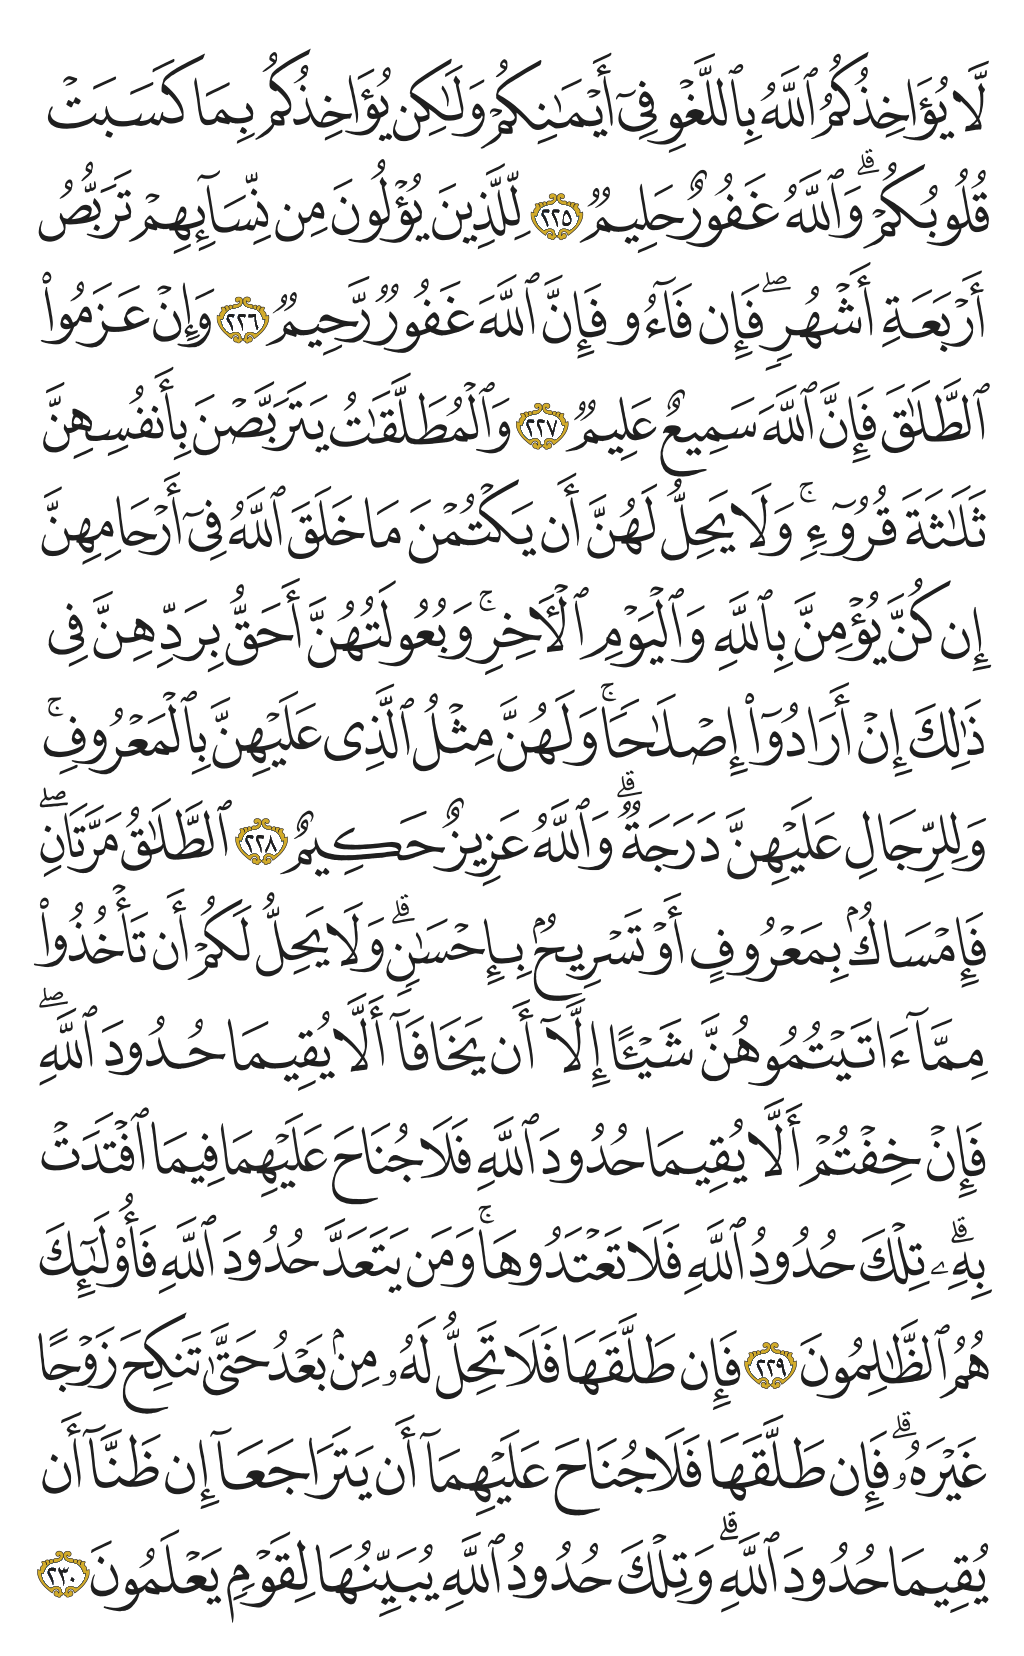 لَّا يُؤَاخِذُكُمُ ٱللَّهُ بِٱللَّغْوِ فِىٓ أَيْمَٰنِكُمْ وَلَٰكِن يُؤَاخِذُكُم بِمَا كَسَبَتْ
قُلُوبُكُمْ ۗ وَٱللَّهُ غَفُورٌ حَلِيمٌ ٢٢٥ لِّلَّذِينَ يُؤْلُونَ مِن نِّسَآئِهِمْ تَرَبُّصُ
أَرْبَعَةِ أَشْهُرٍ ۖ فَإِن فَآءُو فَإِنَّ ٱللَّهَ غَفُورٌ رَّحِيمٌ ٢٢٦ وَإِنْ عَزَمُوا۟
ٱلطَّلَٰقَ فَإِنَّ ٱللَّهَ سَمِيعٌ عَلِيمٌ ٢٢٧ وَٱلْمُطَلَّقَٰتُ يَتَرَبَّصْنَ بِأَنفُسِهِنَّ
ثَلَٰثَةَ قُرُوٓءٍ ۚ وَلَا يَحِلُّ لَهُنَّ أَن يَكْتُمْنَ مَا خَلَقَ ٱللَّهُ فِىٓ أَرْحَامِهِنَّ
إِن كُنَّ يُؤْمِنَّ بِٱللَّهِ وَٱلْيَوْمِ ٱلْـَٔاخِرِ ۚ وَبُعُولَتُهُنَّ أَحَقُّ بِرَدِّهِنَّ فِى
ذَٰلِكَ إِنْ أَرَادُوٓا۟ إِصْلَٰحًا ۚ وَلَهُنَّ مِثْلُ ٱلَّذِى عَلَيْهِنَّ بِٱلْمَعْرُوفِ ۚ
وَلِلرِّجَالِ عَلَيْهِنَّ دَرَجَةٌ ۗ وَٱللَّهُ عَزِيزٌ حَكِيمٌ ٢٢٨ ٱلطَّلَٰقُ مَرَّتَانِ ۖ
فَإِمْسَاكٌۢ بِمَعْرُوفٍ أَوْ تَسْرِيحٌۢ بِإِحْسَٰنٍ ۗ وَلَا يَحِلُّ لَكُمْ أَن تَأْخُذُوا۟
مِمَّآ ءَاتَيْتُمُوهُنَّ شَيْـًٔا إِلَّآ أَن يَخَافَآ أَلَّا يُقِيمَا حُدُودَ ٱللَّهِ ۖ
فَإِنْ خِفْتُمْ أَلَّا يُقِيمَا حُدُودَ ٱللَّهِ فَلَا جُنَاحَ عَلَيْهِمَا فِيمَا ٱفْتَدَتْ
بِهِۦ ۗ تِلْكَ حُدُودُ ٱللَّهِ فَلَا تَعْتَدُوهَا ۚ وَمَن يَتَعَدَّ حُدُودَ ٱللَّهِ فَأُو۟لَٰٓئِكَ
هُمُ ٱلظَّٰلِمُونَ ٢٢٩ فَإِن طَلَّقَهَا فَلَا تَحِلُّ لَهُۥ مِنۢ بَعْدُ حَتَّىٰ تَنكِحَ زَوْجًا
غَيْرَهُۥ ۗ فَإِن طَلَّقَهَا فَلَا جُنَاحَ عَلَيْهِمَآ أَن يَتَرَاجَعَآ إِن ظَنَّآ أَن
يُقِيمَا حُدُودَ ٱللَّهِ ۗ وَتِلْكَ حُدُودُ ٱللَّهِ يُبَيِّنُهَا لِقَوْمٍ يَعْلَمُونَ ٢٣٠